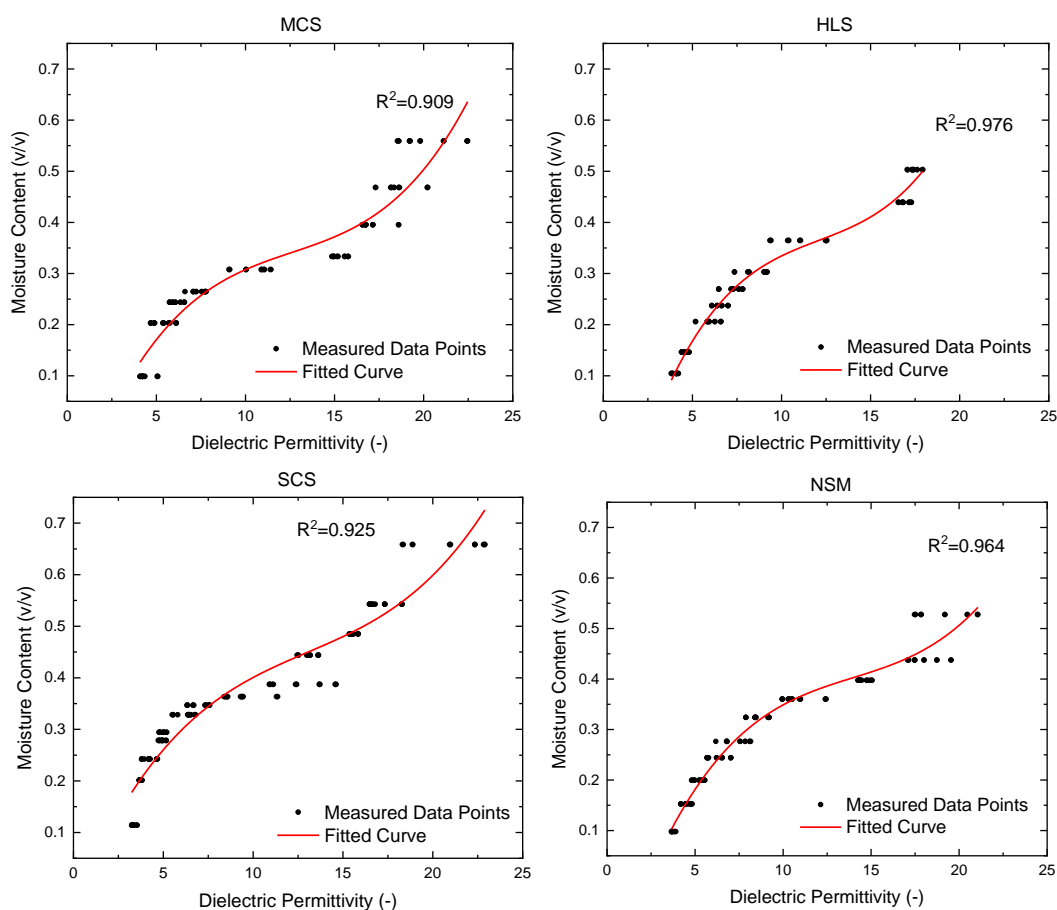 MCS
0.7
0.6
0.5
0.4
0.3
0.2
0.1
Moisture Content (v/v)
R²=0.909
Measured Data Points
Fitted Curve
0 5 10 15 20 25
Dielectric Permittivity (-)
HLS
0.7
0.6
0.5
0.4
0.3
0.2
0.1
Moisture Content (v/v)
R²=0.976
Measured Data Points
Fitted Curve
0 5 10 15 20 25
Dielectric Permittivity (-)
SCS
0.7
0.6
0.5
0.4
0.3
0.2
0.1
Moisture Content (v/v)
R²=0.925
Measured Data Points
Fitted Curve
0 5 10 15 20 25
Dielectric Permittivity (-)
NSM
0.7
0.6
0.5
0.4
0.3
0.2
0.1
Moisture Content (v/v)
R²=0.964
Measured Data Points
Fitted Curve
0 5 10 15 20 25
Dielectric Permittivity (-)